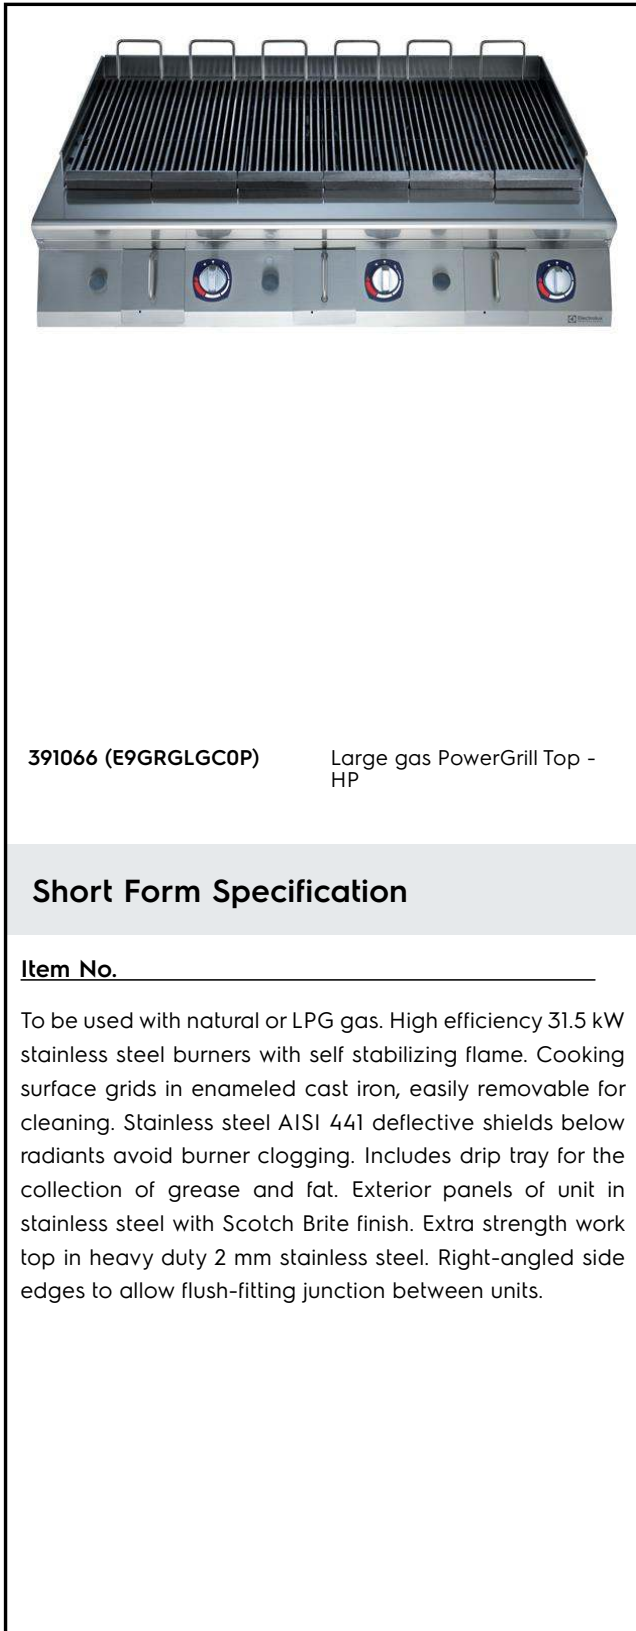 Electrolux
391066 (E9GRGLGC0P)
Large gas PowerGrill Top -
HP
Short Form Specification
Item No.
To be used with natural or LPG gas. High efficiency 31.5 kW
stainless steel burners with self stabilizing flame. Cooking
surface grids in enameled cast iron, easily removable for
cleaning. Stainless steel AISI 441 deflective shields below
radiants avoid burner clogging. Includes drip tray for the
collection of grease and fat. Exterior panels of unit in
stainless steel with Scotch Brite finish. Extra strength work
top in heavy duty 2 mm stainless steel. Right-angled side
edges to allow flush-fitting junction between units.